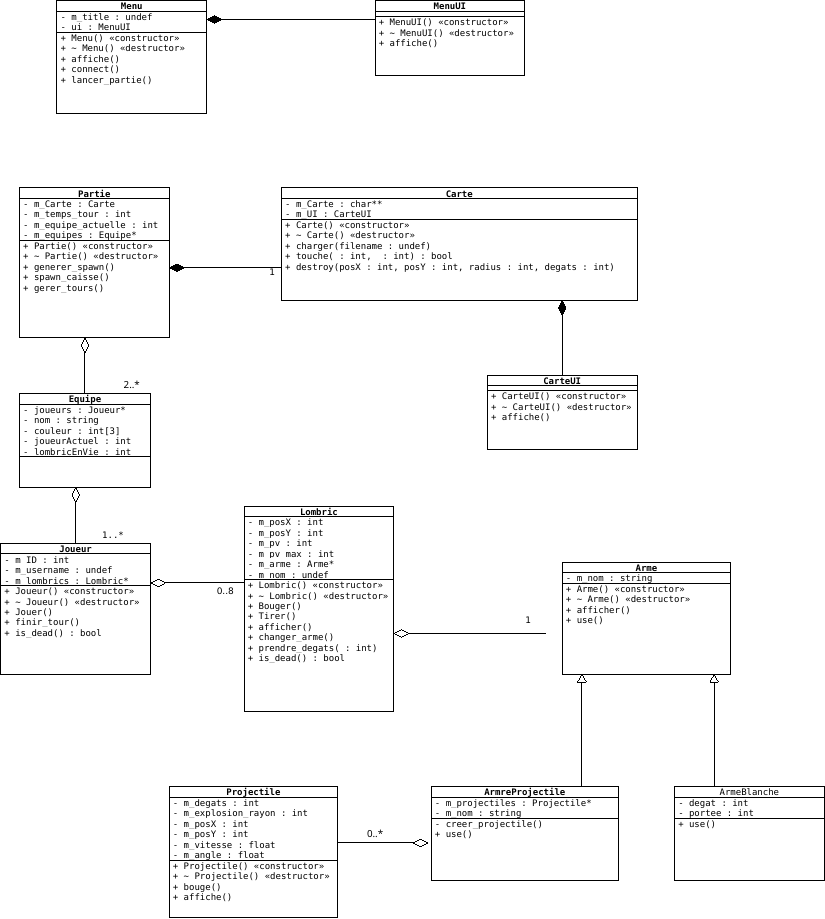 Menu
- m_title : undef
- ui : MenuUI
+ Menu() «constructor»
+ ~ Menu() «destructor»
+ affiche()
+ connect()
+ lancer_partie()
MenuUI
+ MenuUI() «constructor»
+ ~ MenuUI() «destructor»
+ affiche()
Partie
- m_Carte : Carte
- m_temps_tour : int
- m_equipe_actuelle : int
- m_equipes : Equipe*
+ Partie() «constructor»
+ ~ Partie() «destructor»
+ generer_spawn()
+ spawn_caisse()
+ gerer_tours()
1
Carte
- m_Carte : char**
- m_UI : CarteUI
+ Carte() «constructor»
+ ~ Carte() «destructor»
+ charger(filename : undef)
+ touche( : int,  : int) : bool
+ destroy(posX : int, posY : int, radius : int, degats : int)
2..*
CarteUI
+ CarteUI() «constructor»
+ ~ CarteUI() «destructor»
+ affiche()
Equipe
- joueurs : Joueur*
- nom : string
- couleur : int[3]
- joueurActuel : int
- lombricEnVie : int
1..*
Joueur
- m_ID : int
- m_username : undef
- m_lombrics : Lombric*
+ Joueur() «constructor»
+ ~ Joueur() «destructor»
+ Jouer()
+ finir_tour()
+ is_dead() : bool
0..8
Lombric
- m_posX : int
- m_posY : int
- m_pv : int
- m_pv_max : int
- m_arme : Arme*
- m_nom : undef
+ Lombric() «constructor»
+ ~ Lombric() «destructor»
+ Bouger()
+ Tirer()
+ afficher()
+ changer_arme()
+ prendre_degats( : int)
+ is_dead() : bool
1
Arme
- m_nom : string
+ Arme() «constructor»
+ ~ Arme() «destructor»
+ afficher()
+ use()
Projectile
- m_degats : int
- m_explosion_rayon : int
- m_posX : int
- m_posY : int
- m_vitesse : float
- m_angle : float
+ Projectile() «constructor»
+ ~ Projectile() «destructor»
+ bouge()
+ affiche()
0..*
ArmreProjectile
- m_projectiles : Projectile*
- m_nom : string
- creer_projectile()
+ use()
ArmeBlanche
- degat : int
- portee : int
+ use()